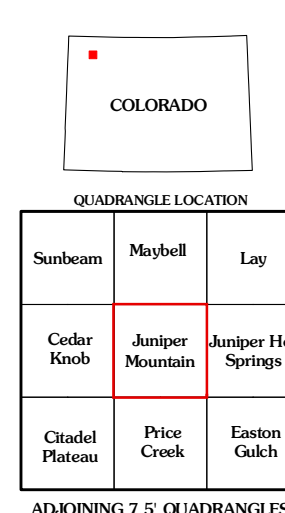 COLORADO
QUADRANGLE LOCATION
Sunbeam Maybell Lay
Cedar Knob Juniper Mountain Juniper Springs
Citadel Plateau Price Creek Easton Gulch
ADJOINING 7.5' QUADRANGLES